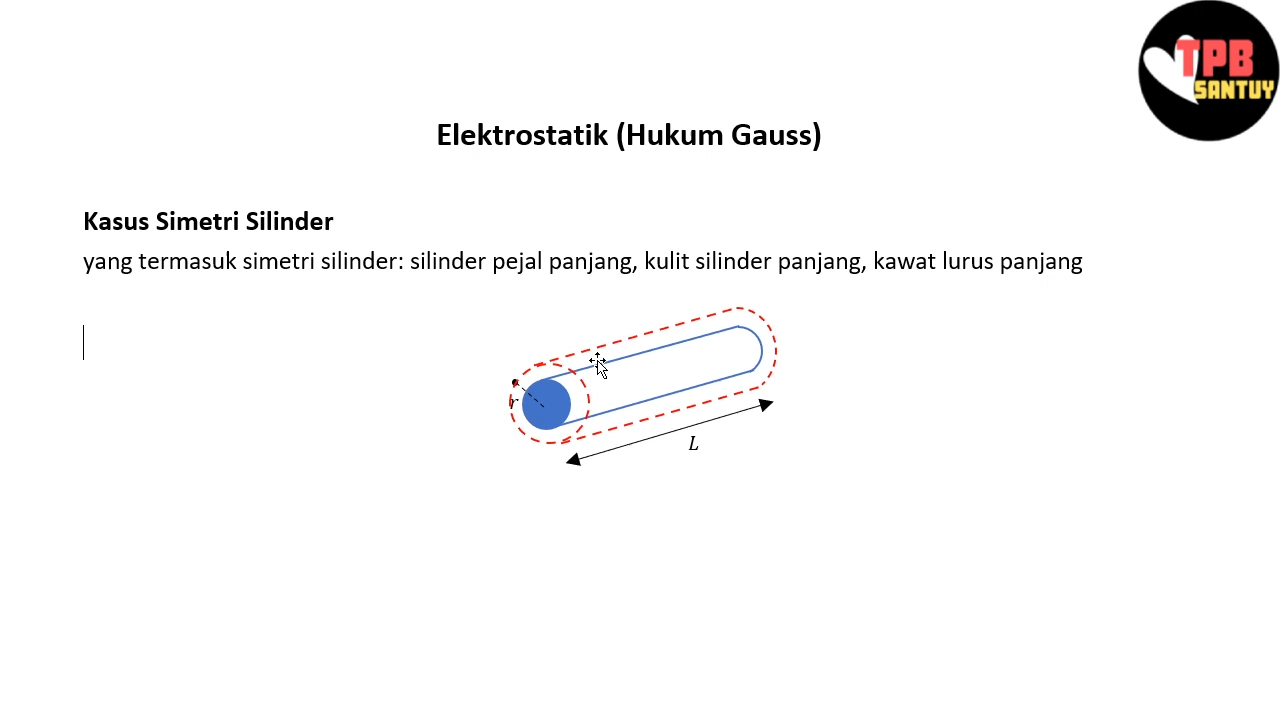 TPB
SANTUY
Elektrostatik (Hukum Gauss)
Kasus Simetri Silinder
yang termasuk simetri silinder: silinder pejal panjang, kulit silinder panjang, kawat lurus panjang
r
L